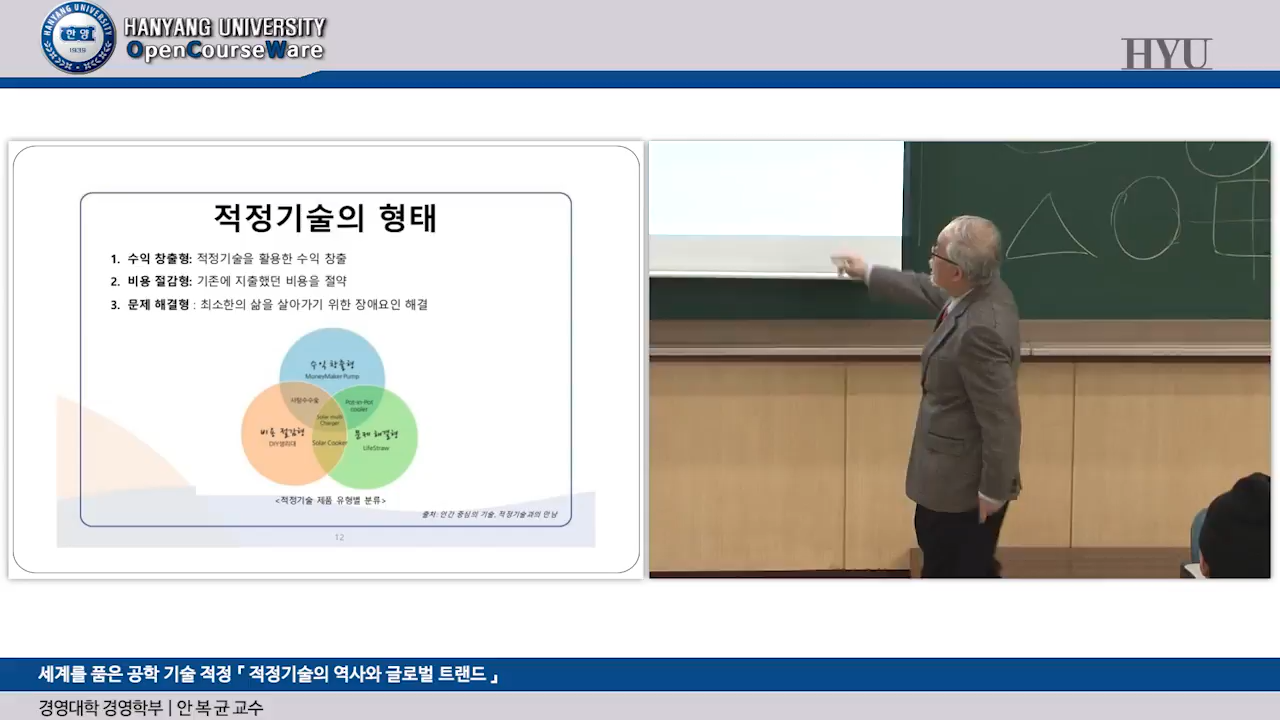 HANYANG UNIVERSITY
한양
1939
HANYANG UNIVERSITY
OpenCourseWare
HYU
적정기술의 형태
1. 수익 창출형: 적정기술을 활용한 수익 창출
2. 비용 절감형: 기존에 지출했던 비용을 절약
3. 문제 해결형 : 최소한의 삶을 살아가기 위한 장애요인 해결
수익 창출형
MoneyMaker Pump
사탕수수숯
Pot-in-Pot
cooler
Solar multi
Charger
비용 절감형
DIY생리대
Solar Cooker
문제 해결형
LifeStraw
<적정기술 제품 유형별 분류>
출처: 인간 중심의 기술, 적정기술과의 만남
12
세계를 품은 공학 기술 적정 『 적정기술의 역사와 글로벌 트랜드 』
경영대학 경영학부 | 안 복 균 교수